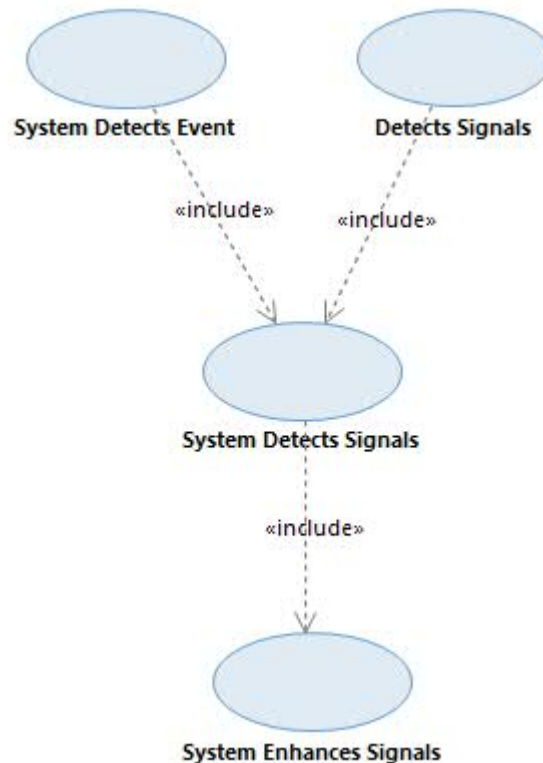 System Detects Event
Detects Signals
«include»
«include»
System Detects Signals
«include»
System Enhances Signals